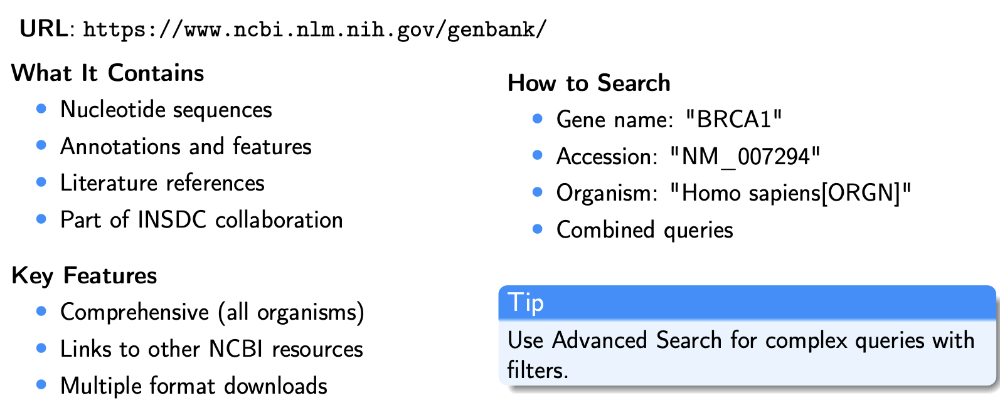 URL: https://www.ncbi.nlm.nih.gov/genbank/
What It Contains
Nucleotide sequences
Annotations and features
Literature references
Part of INSDC collaboration
Key Features
Comprehensive (all organisms)
Links to other NCBI resources
Multiple format downloads
How to Search
Gene name: "BRCA1"
Accession: "NM_007294"
Organism: "Homo sapiens[ORGN]"
Combined queries
Tip
Use Advanced Search for complex queries with
filters.